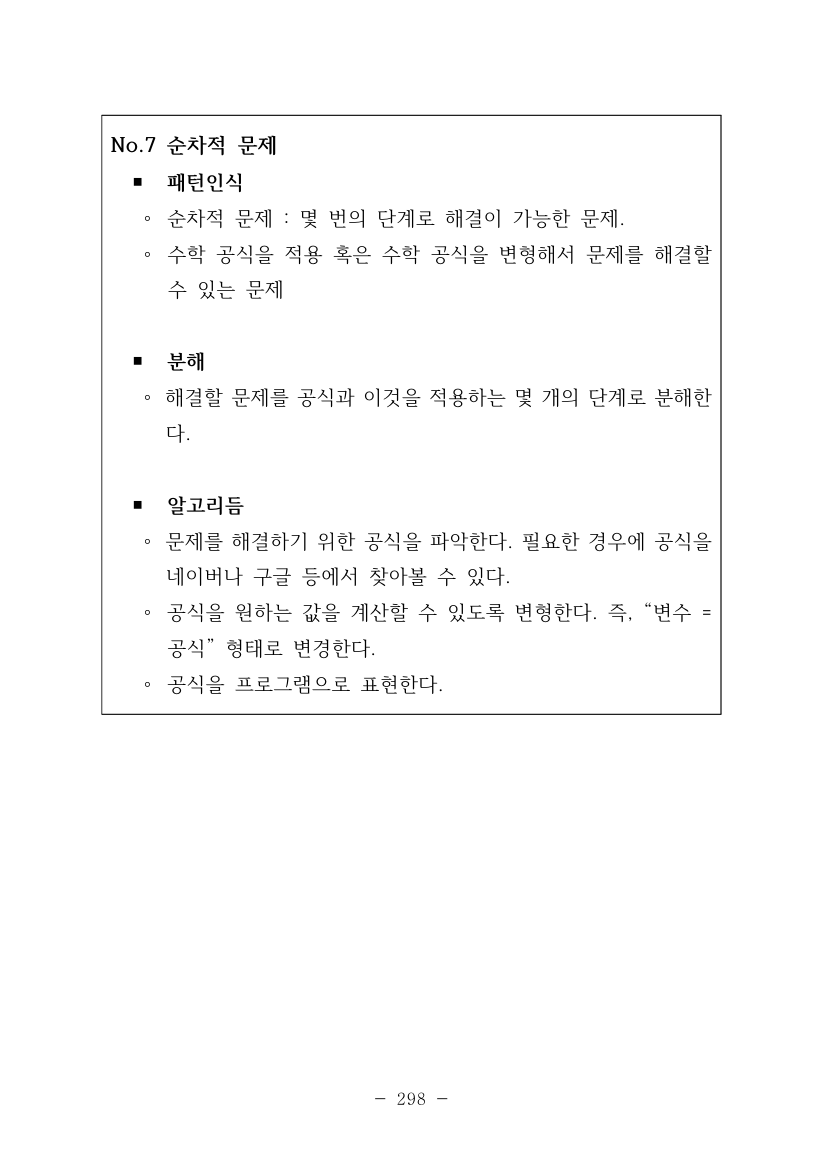 No.7 순차적 문제
▪ 패턴인식
◦ 순차적 문제 : 몇 번의 단계로 해결이 가능한 문제.
◦ 수학 공식을 적용 혹은 수학 공식을 변형해서 문제를 해결할
수 있는 문제
▪ 분해
◦ 해결할 문제를 공식과 이것을 적용하는 몇 개의 단계로 분해한
다.
▪ 알고리듬
◦ 문제를 해결하기 위한 공식을 파악한다. 필요한 경우에 공식을
네이버나 구글 등에서 찾아볼 수 있다.
◦ 공식을 원하는 값을 계산할 수 있도록 변형한다. 즉, “변수 =
공식” 형태로 변경한다.
◦ 공식을 프로그램으로 표현한다.
- 298 -